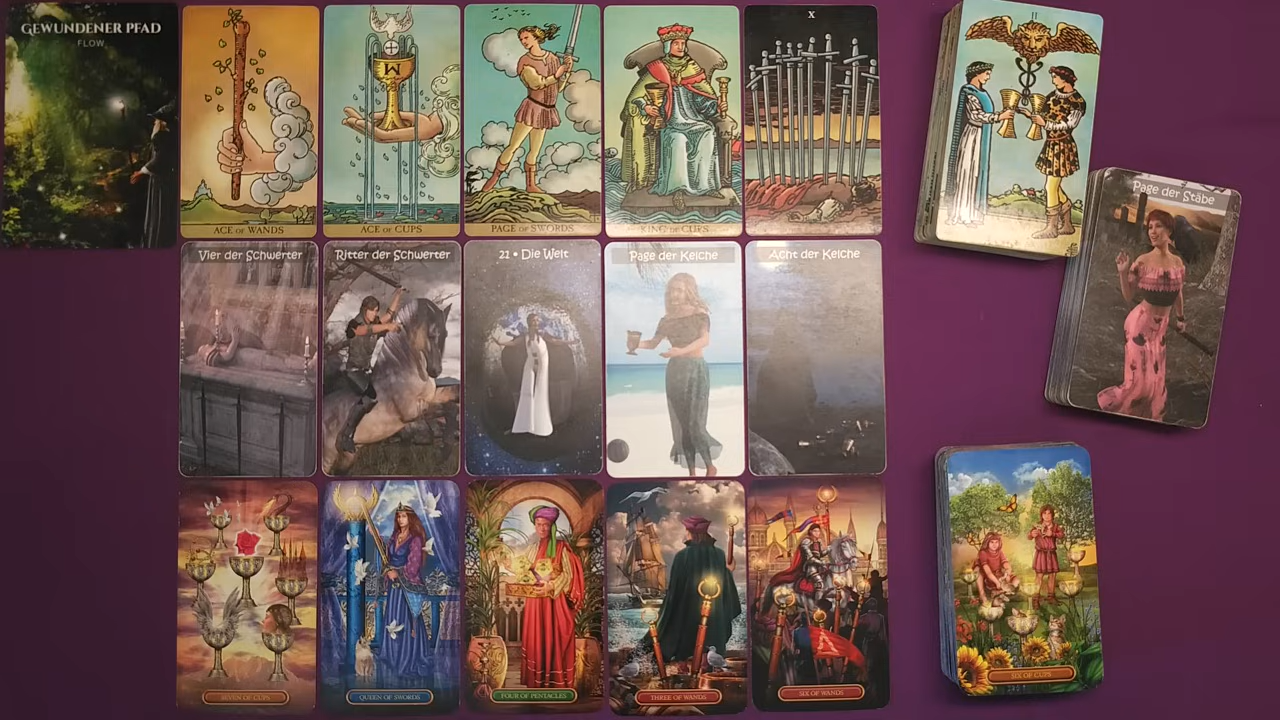 GEWUNDENER PFAD
FLOW
ACE OF WANDS
ACE OF CUPS
PAGE OF SWORDS
KING OF CUPS
X
II
Page der Stäbe
Vier der Schwerter
Ritter der Schwerter
21 • Die Welt
Page der Kelche
Acht der Kelche
SEVEN OF CUPS
QUEEN OF SWORDS
FOUR OF PENTACLES
THREE OF WANDS
SIX OF WANDS
SIX OF CUPS